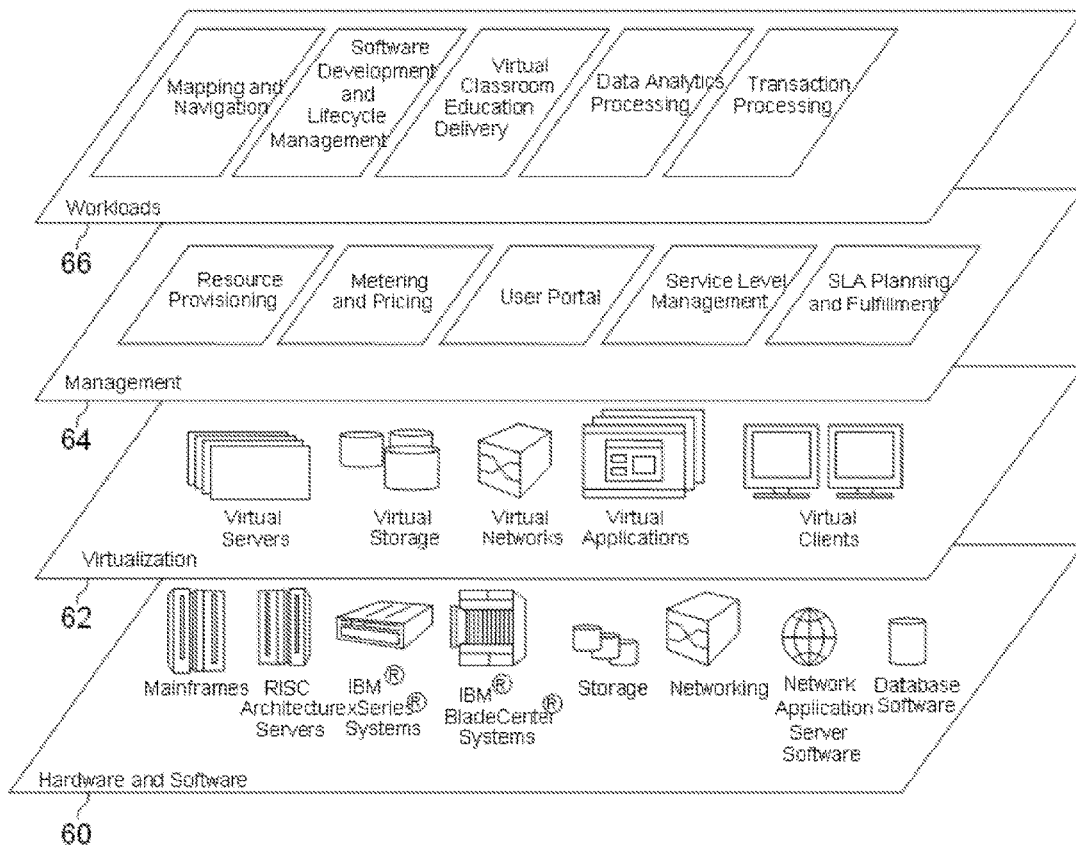 Mapping and
Navigation
Software
Development
and
Lifecycle
Management
Virtual
Classroom
Education
Delivery
Data Analytics
Processing
Transaction
Processing
Workloads
66
Resource
Provisioning
Metering
and Pricing
User Portal
Service Level
Management
SLA Planning
and Fulfillment
Management
64
Virtual
Servers
Virtual
Storage
Virtual
Networks
Virtual
Applications
Virtual
Clients
Virtualization
62
Mainframes
RISC
Architecture
Servers
IBM®
xSeries®
Systems
IBM®
BladeCenter®
Systems
Storage
Networking
Network
Application
Server
Software
Database
Software
Hardware and Software
60